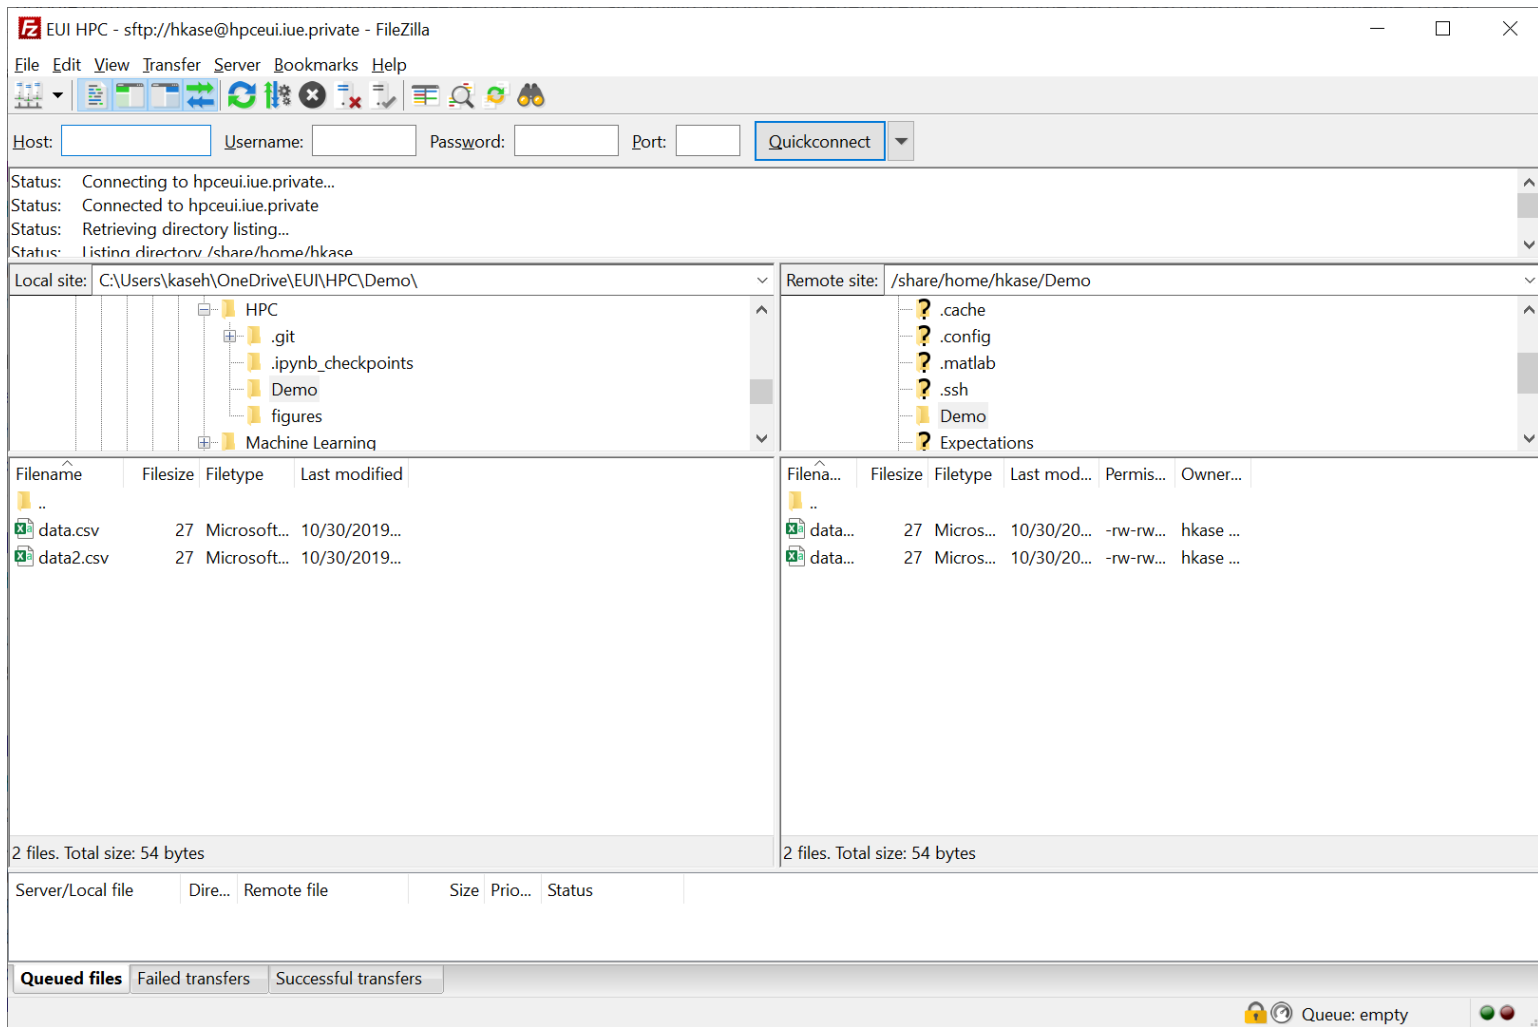 EUI HPC - sftp://hkase@hpceui.iue.private - FileZilla
File Edit View Transfer Server Bookmarks Help
Host: Username: Password: Port: Quickconnect
Status: Connecting to hpceui.iue.private...
Status: Connected to hpceui.iue.private
Status: Retrieving directory listing...
Status: Listing directory /share/home/hkase
Local site: C:\Users\kaseh\OneDrive\EUI\HPC\Demo\
HPC
.git
.ipynb_checkpoints
Demo
figures
Machine Learning
Filename Filesize Filetype Last modified
..
data.csv 27 Microsoft... 10/30/2019...
data2.csv 27 Microsoft... 10/30/2019...
2 files. Total size: 54 bytes
Remote site: /share/home/hkase/Demo
? .cache
? .config
? .matlab
? .ssh
Demo
? Expectations
Filena... Filesize Filetype Last mod... Permis... Owner...
..
data... 27 Micros... 10/30/20... -rw-rw... hkase ...
data... 27 Micros... 10/30/20... -rw-rw... hkase ...
2 files. Total size: 54 bytes
Server/Local file Dire... Remote file Size Prio... Status
Queued files Failed transfers Successful transfers
Queue: empty